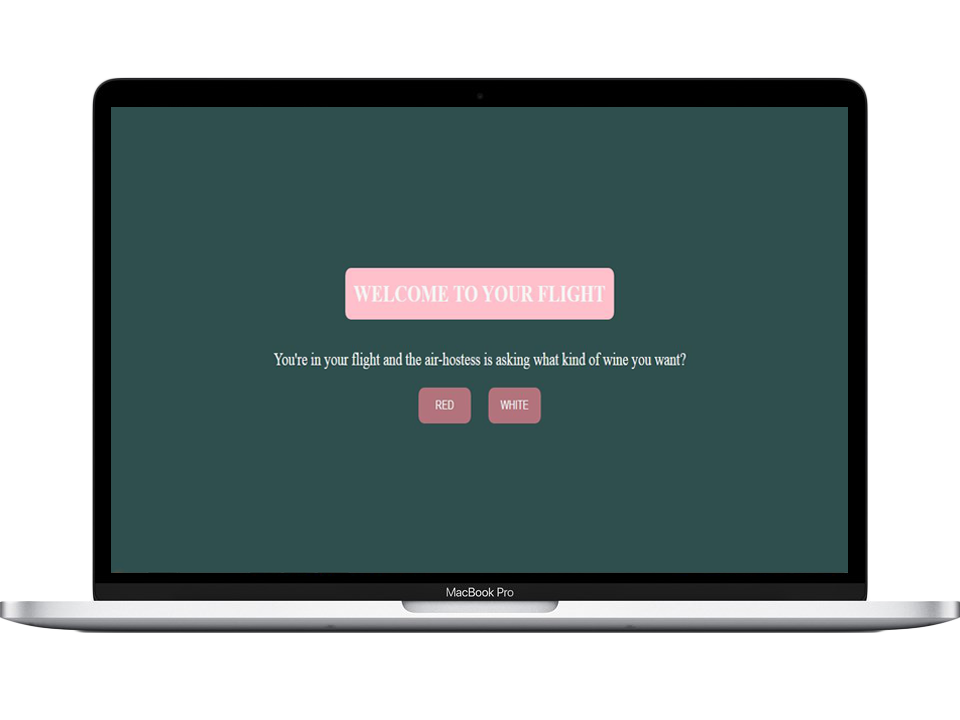 WELCOME TO YOUR FLIGHT
You're in your flight and the air-hostess is asking what kind of wine you want?
RED WHITE
MacBook Pro